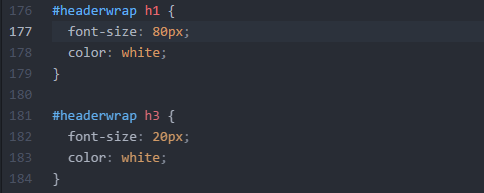 176 #headerwrap h1 {
177   font-size: 80px;
178   color: white;
179 }
180
181 #headerwrap h3 {
182   font-size: 20px;
183   color: white;
184 }